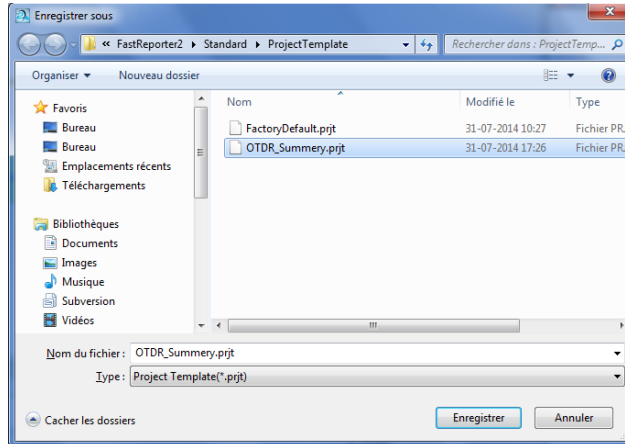 Enregistrer sous
« FastReporter2 ▸ Standard ▸ ProjectTemplate
Rechercher dans : ProjectTemp...
Organiser ▾ Nouveau dossier
Favoris
Bureau
Bureau
Emplacements récents
Téléchargements
Bibliothèques
Documents
Images
Musique
Subversion
Vidéos
Nom Modifié le Type
FactoryDefault.prjt 31-07-2014 10:27 Fichier PR
OTDR_Summery.prjt 31-07-2014 17:26 Fichier PR
Nom du fichier : OTDR_Summery.prjt
Type : Project Template(*.prjt)
Cacher les dossiers
Enregistrer
Annuler